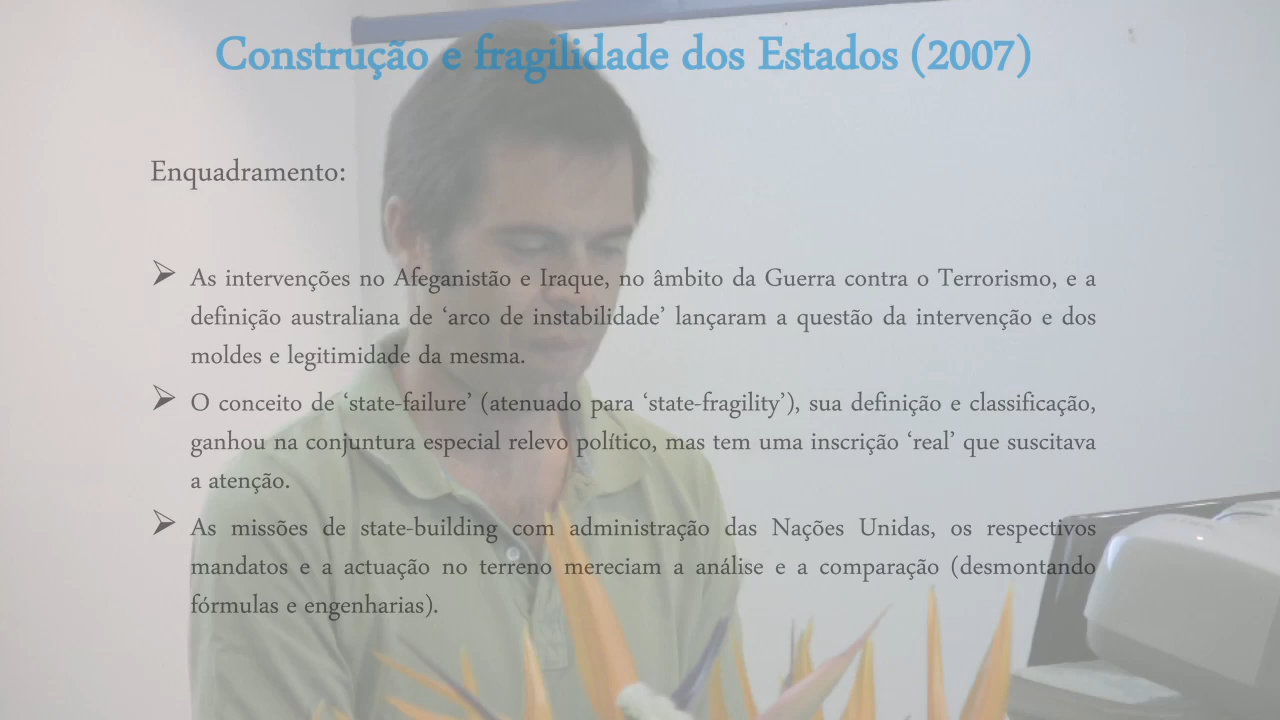 Construção e fragilidade dos Estados (2007)
Enquadramento:
➢ As intervenções no Afeganistão e Iraque, no âmbito da Guerra contra o Terrorismo, e a
definição australiana de ‘arco de instabilidade’ lançaram a questão da intervenção e dos
moldes e legitimidade da mesma.
➢ O conceito de ‘state-failure’ (atenuado para ‘state-fragility’), sua definição e classificação,
ganhou na conjuntura especial relevo político, mas tem uma inscrição ‘real’ que suscitava
a atenção.
➢ As missões de state-building com administração das Nações Unidas, os respectivos
mandatos e a actuação no terreno mereciam a análise e a comparação (desmontando
fórmulas e engenharias).